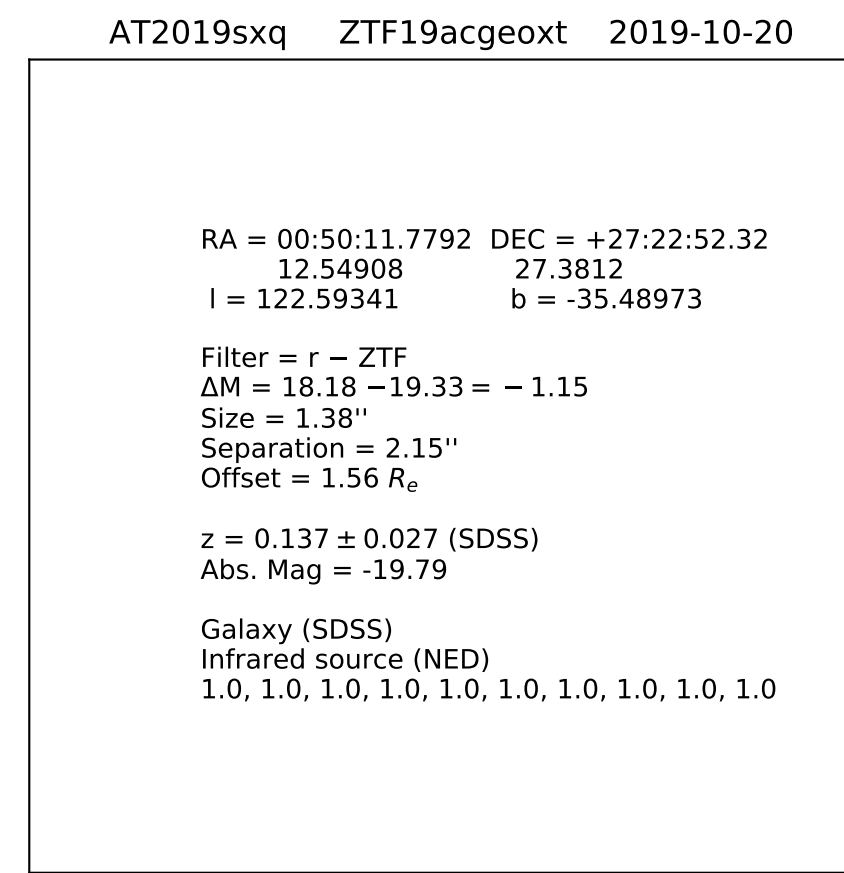 AT2019sxq ZTF19acgeoxt 2019-10-20
RA = 00:50:11.7792 DEC = +27:22:52.32
12.54908 27.3812
l = 122.59341 b = -35.48973
Filter = r − ZTF
ΔM = 18.18 −19.33 = − 1.15
Size = 1.38''
Separation = 2.15''
Offset = 1.56 Rₑ
z = 0.137 ± 0.027 (SDSS)
Abs. Mag = -19.79
Galaxy (SDSS)
Infrared source (NED)
1.0, 1.0, 1.0, 1.0, 1.0, 1.0, 1.0, 1.0, 1.0, 1.0